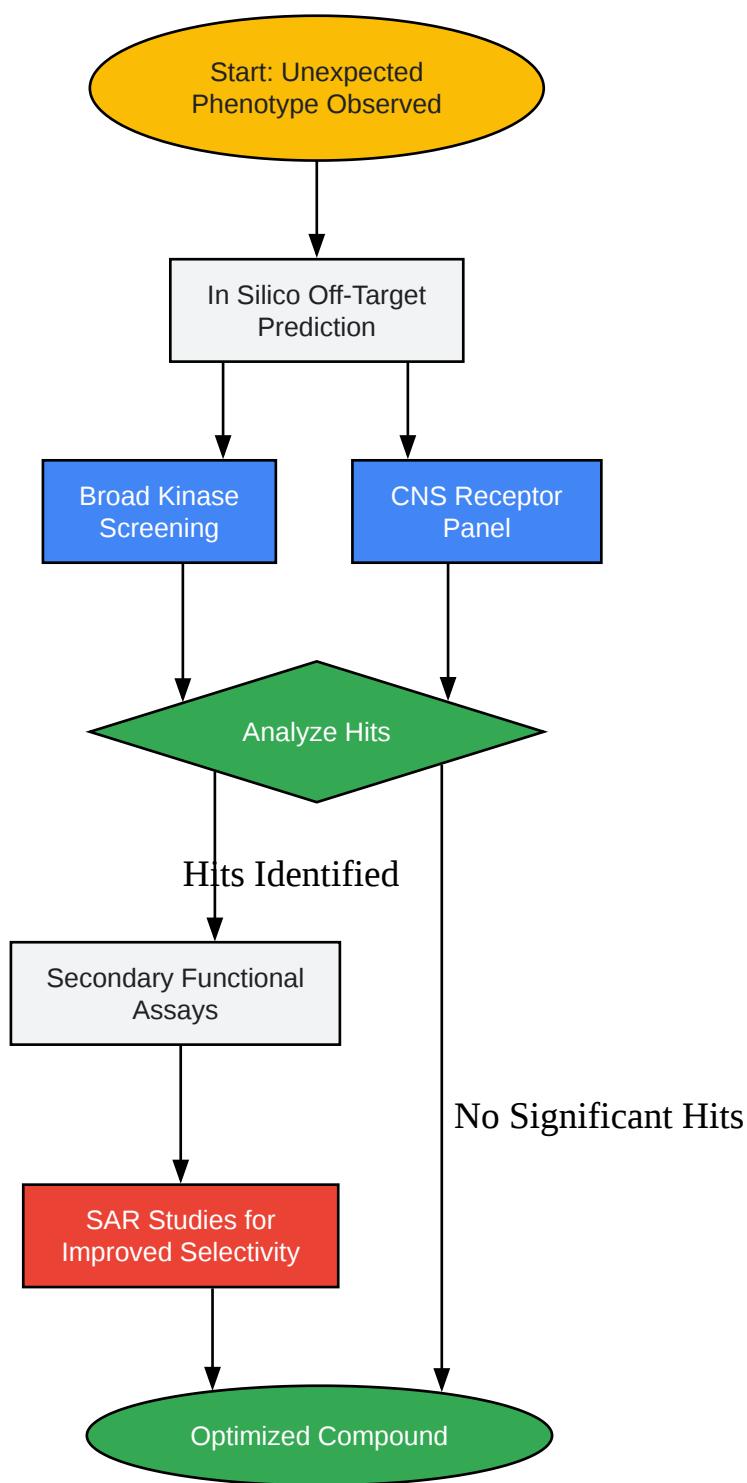 Start: Unexpected
Phenotype Observed
In Silico Off-Target
Prediction
Broad Kinase
Screening
CNS Receptor
Panel
Analyze Hits
Hits Identified
Secondary Functional
Assays
No Significant Hits
SAR Studies for
Improved Selectivity
Optimized Compound